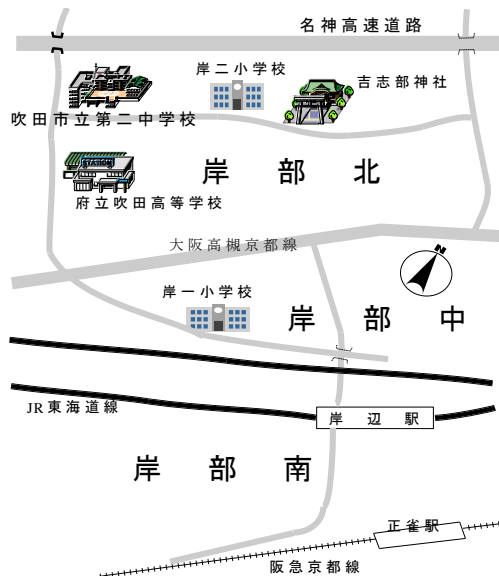 名神高速道路
岸二小学校
吉志部神社
吹田市立第二中学校
STATION
岸部北
府立吹田高等学校
大阪高槻京都線
N
岸一小学校
岸部中
JR東海道線
岸辺駅
岸部南
正雀駅
阪急京都線